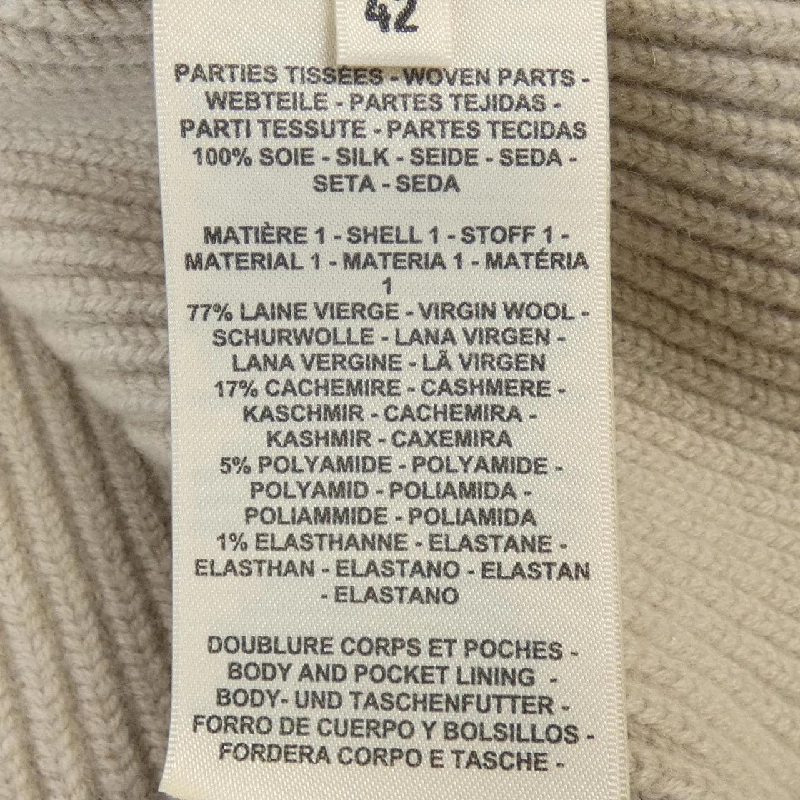 42
PARTIES TISSÉES - WOVEN PARTS -
WEBTEILE - PARTES TEJIDAS -
PARTI TESSUTE - PARTES TECIDAS
100% SOIE - SILK - SEIDE - SEDA -
SETA - SEDA
MATIÈRE 1 - SHELL 1 - STOFF 1 -
MATERIAL 1 - MATERIA 1 - MATÉRIA
1
77% LAINE VIERGE - VIRGIN WOOL -
SCHURWOLLE - LANA VIRGEN -
LANA VERGINE - LÃ VIRGEN
17% CACHEMIRE - CASHMERE -
KASCHMIR - CACHEMIRA -
KASHMIR - CAXEMIRA
5% POLYAMIDE - POLYAMIDE -
POLYAMID - POLIAMIDA -
POLIAMMIDE - POLIAMIDA
1% ELASTHANNE - ELASTANE -
ELASTHAN - ELASTANO - ELASTAN
- ELASTANO
DOUBLURE CORPS ET POCHES -
BODY AND POCKET LINING -
BODY- UND TASCHENFUTTER -
FORRO DE CUERPO Y BOLSILLOS -
FORDERA CORPO E TASCHE -